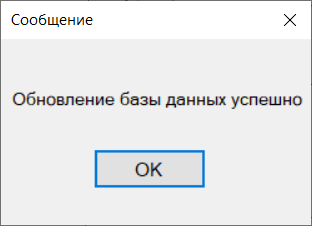 Сообщение
Обновление базы данных успешно
OK